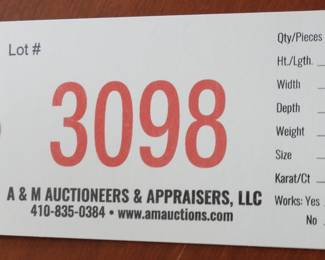 Lot #
3098
A & M AUCTIONEERS & APPRAISERS, LLC
410-835-0384 • www.amauctions.com
Qty/Pieces
Ht./Lgth.
Width
Depth
Weight
Size
Karat/Ct
Works: Yes
No